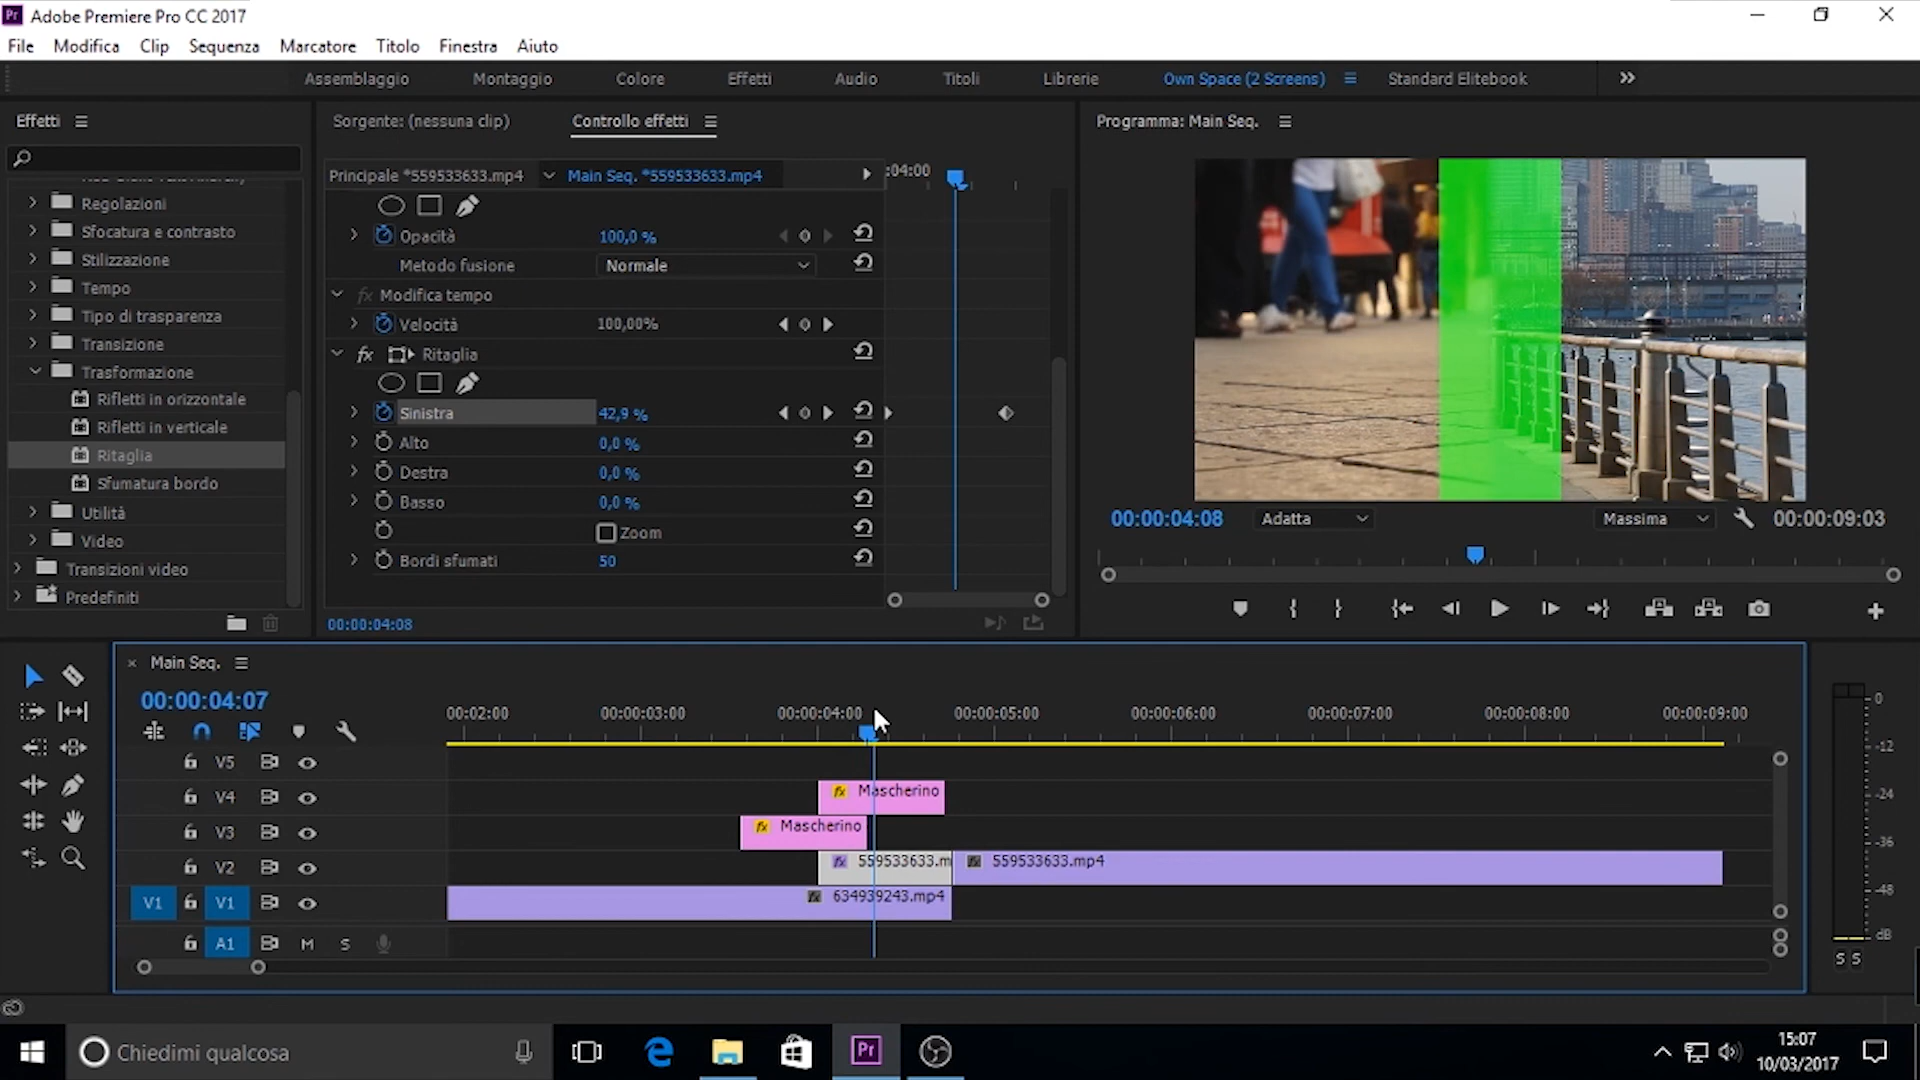 Adobe Premiere Pro CC 2017
File Modifica Clip Sequenza Marcatore Titolo Finestra Aiuto
Assemblaggio Montaggio Colore Effetti Audio Titoli Librerie Own Space (2 Screens) Standard Elitebook
Effetti
Sorgente: (nessuna clip) Controllo effetti
Programma: Main Seq.
Principale *559533633.mp4 Main Seq. *559533633.mp4 :04:00
Regolazioni
Sfocatura e contrasto
Stilizzazione
Tempo
Tipo di trasparenza
Transizione
Trasformazione
Rifletti in orizzontale
Rifletti in verticale
Ritaglia
Sfumatura bordo
Utilità
Video
Transizioni video
Predefiniti
Opacità 100,0 %
Metodo fusione Normale
fx Modifica tempo
Velocità 100,00%
fx Ritaglia
Sinistra 42,9 %
Alto 0,0 %
Destra 0,0 %
Basso 0,0 %
Zoom
Bordi sfumati 50
00:00:04:08
00:00:04:08 Adatta Massima 00:00:09:03
Main Seq.
00:00:04:07
00:02:00 00:00:03:00 00:00:04:00 00:00:05:00 00:00:06:00 00:00:07:00 00:00:08:00 00:00:09:00
V5
V4 fx Mascherino
V3 fx Mascherino
V2 fx 559533633.m fx 559533633.mp4
V1 V1 fx 634939243.mp4
A1 M S
0
-12
-24
-36
-48
dB
S S
Chiedimi qualcosa
Pr
15:07
10/03/2017